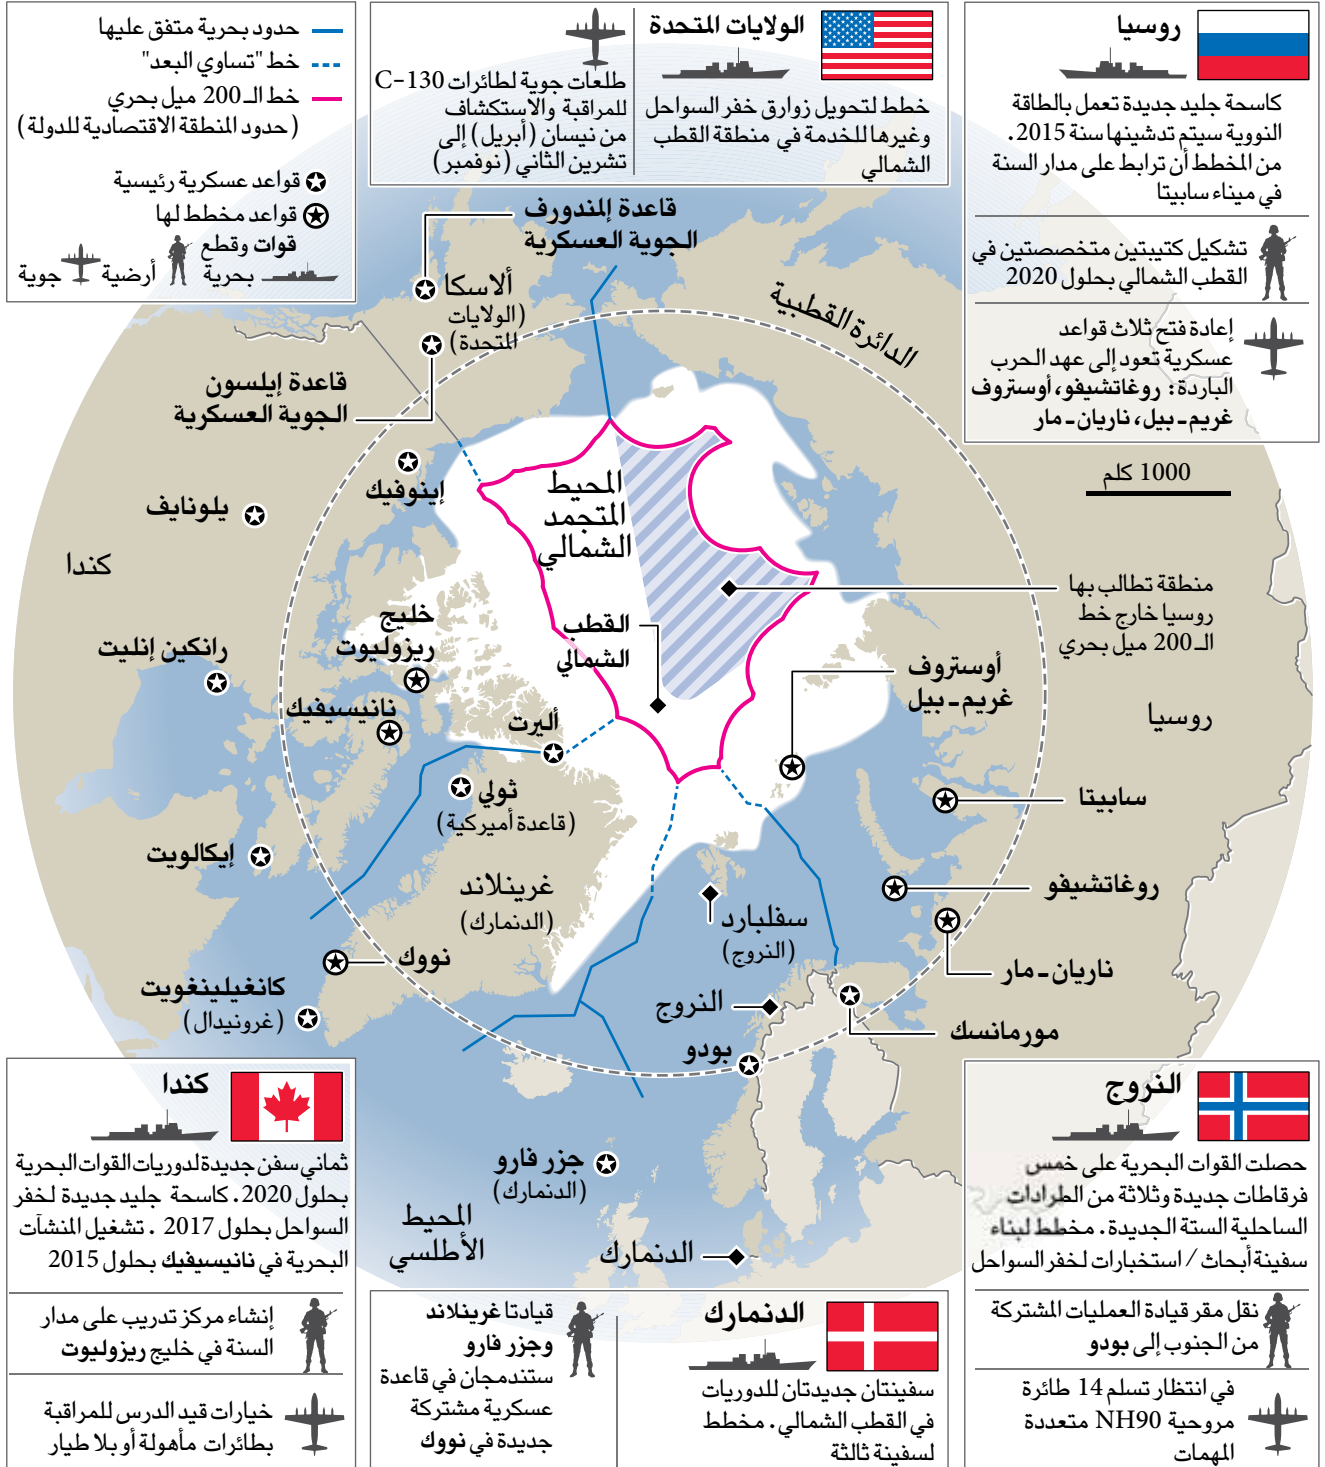 حدود بحرية متفق عليها
خط "تساوي البعد"
خط الـ 200 ميل بحري
(حدود المنطقة الاقتصادية للدولة)
قواعد عسكرية رئيسية
قواعد مخطط لها
قوات وقطع
بحرية
أرضية
جوية
الولايات المتحدة
خطط لتحويل زوارق خفر السواحل
وغيرها للخدمة في منطقة القطب
الشمالي
طلعات جوية لطائرات C-130
للمراقبة والاستكشاف
من نيسان (أبريل) إلى
تشرين الثاني (نوفمبر)
روسيا
كاسحة جليد جديدة تعمل بالطاقة
النووية سيتم تدشينها سنة 2015.
من المخطط أن ترابط على مدار السنة
في ميناء سابيتا
تشكيل كتيبتين متخصصتين في
القطب الشمالي بحلول 2020
إعادة فتح ثلاث قواعد
عسكرية تعود إلى عهد الحرب
الباردة: روغاتشيفو، أوستروف
غريم-بيل، ناريان-مار
1000 كلم
قاعدة إلمندورف
الجوية العسكرية
ألاسكا
(الولايات
المتحدة)
الدائرة القطبية
قاعدة إيلسون
الجوية العسكرية
إينوفيك
يلونايف
كندا
المحيط
المتجمد
الشمالي
منطقة تطالب بها
روسيا خارج خط
الـ 200 ميل بحري
القطب
الشمالي
خليج
ريزوليوت
رانكين إنليت
نانيسيفيك
أليرت
أوستروف
غريم-بيل
روسيا
ثولي
(قاعدة أميركية)
سابيتا
إيكالويت
روغاتشيفو
غرينلاند
(الدنمارك)
سفلبارد
(النروج)
نووك
ناريان-مار
كانغيلينغويت
(غرونيدال)
النروج
مورمانسك
بودو
جزر فارو
(الدنمارك)
المحيط
الأطلسي
الدنمارك
كندا
ثماني سفن جديدة لدوريات القوات البحرية
بحلول 2020. كاسحة جليد جديدة لخفر
السواحل بحلول 2017 . تشغيل المنشآت
البحرية في نانيسيفيك بحلول 2015
إنشاء مركز تدريب على مدار
السنة في خليج ريزوليوت
خيارات قيد الدرس للمراقبة
بطائرات مأهولة أو بلا طيار
الدنمارك
سفينتان جديدتان للدوريات
في القطب الشمالي. مخطط
لسفينة ثالثة
قيادتا غرينلاند
وجزر فارو
ستندمجان في قاعدة
عسكرية مشتركة
جديدة في نووك
النروج
حصلت القوات البحرية على خمس
فرقاطات جديدة وثلاثة من الطرادات
الساحلية الستة الجديدة. مخطط لبناء
سفينة أبحاث / استخبارات لخفر السواحل
نقل مقر قيادة العمليات المشتركة
من الجنوب إلى بودو
في انتظار تسلم 14 طائرة
مروحية NH90 متعددة
المهمات